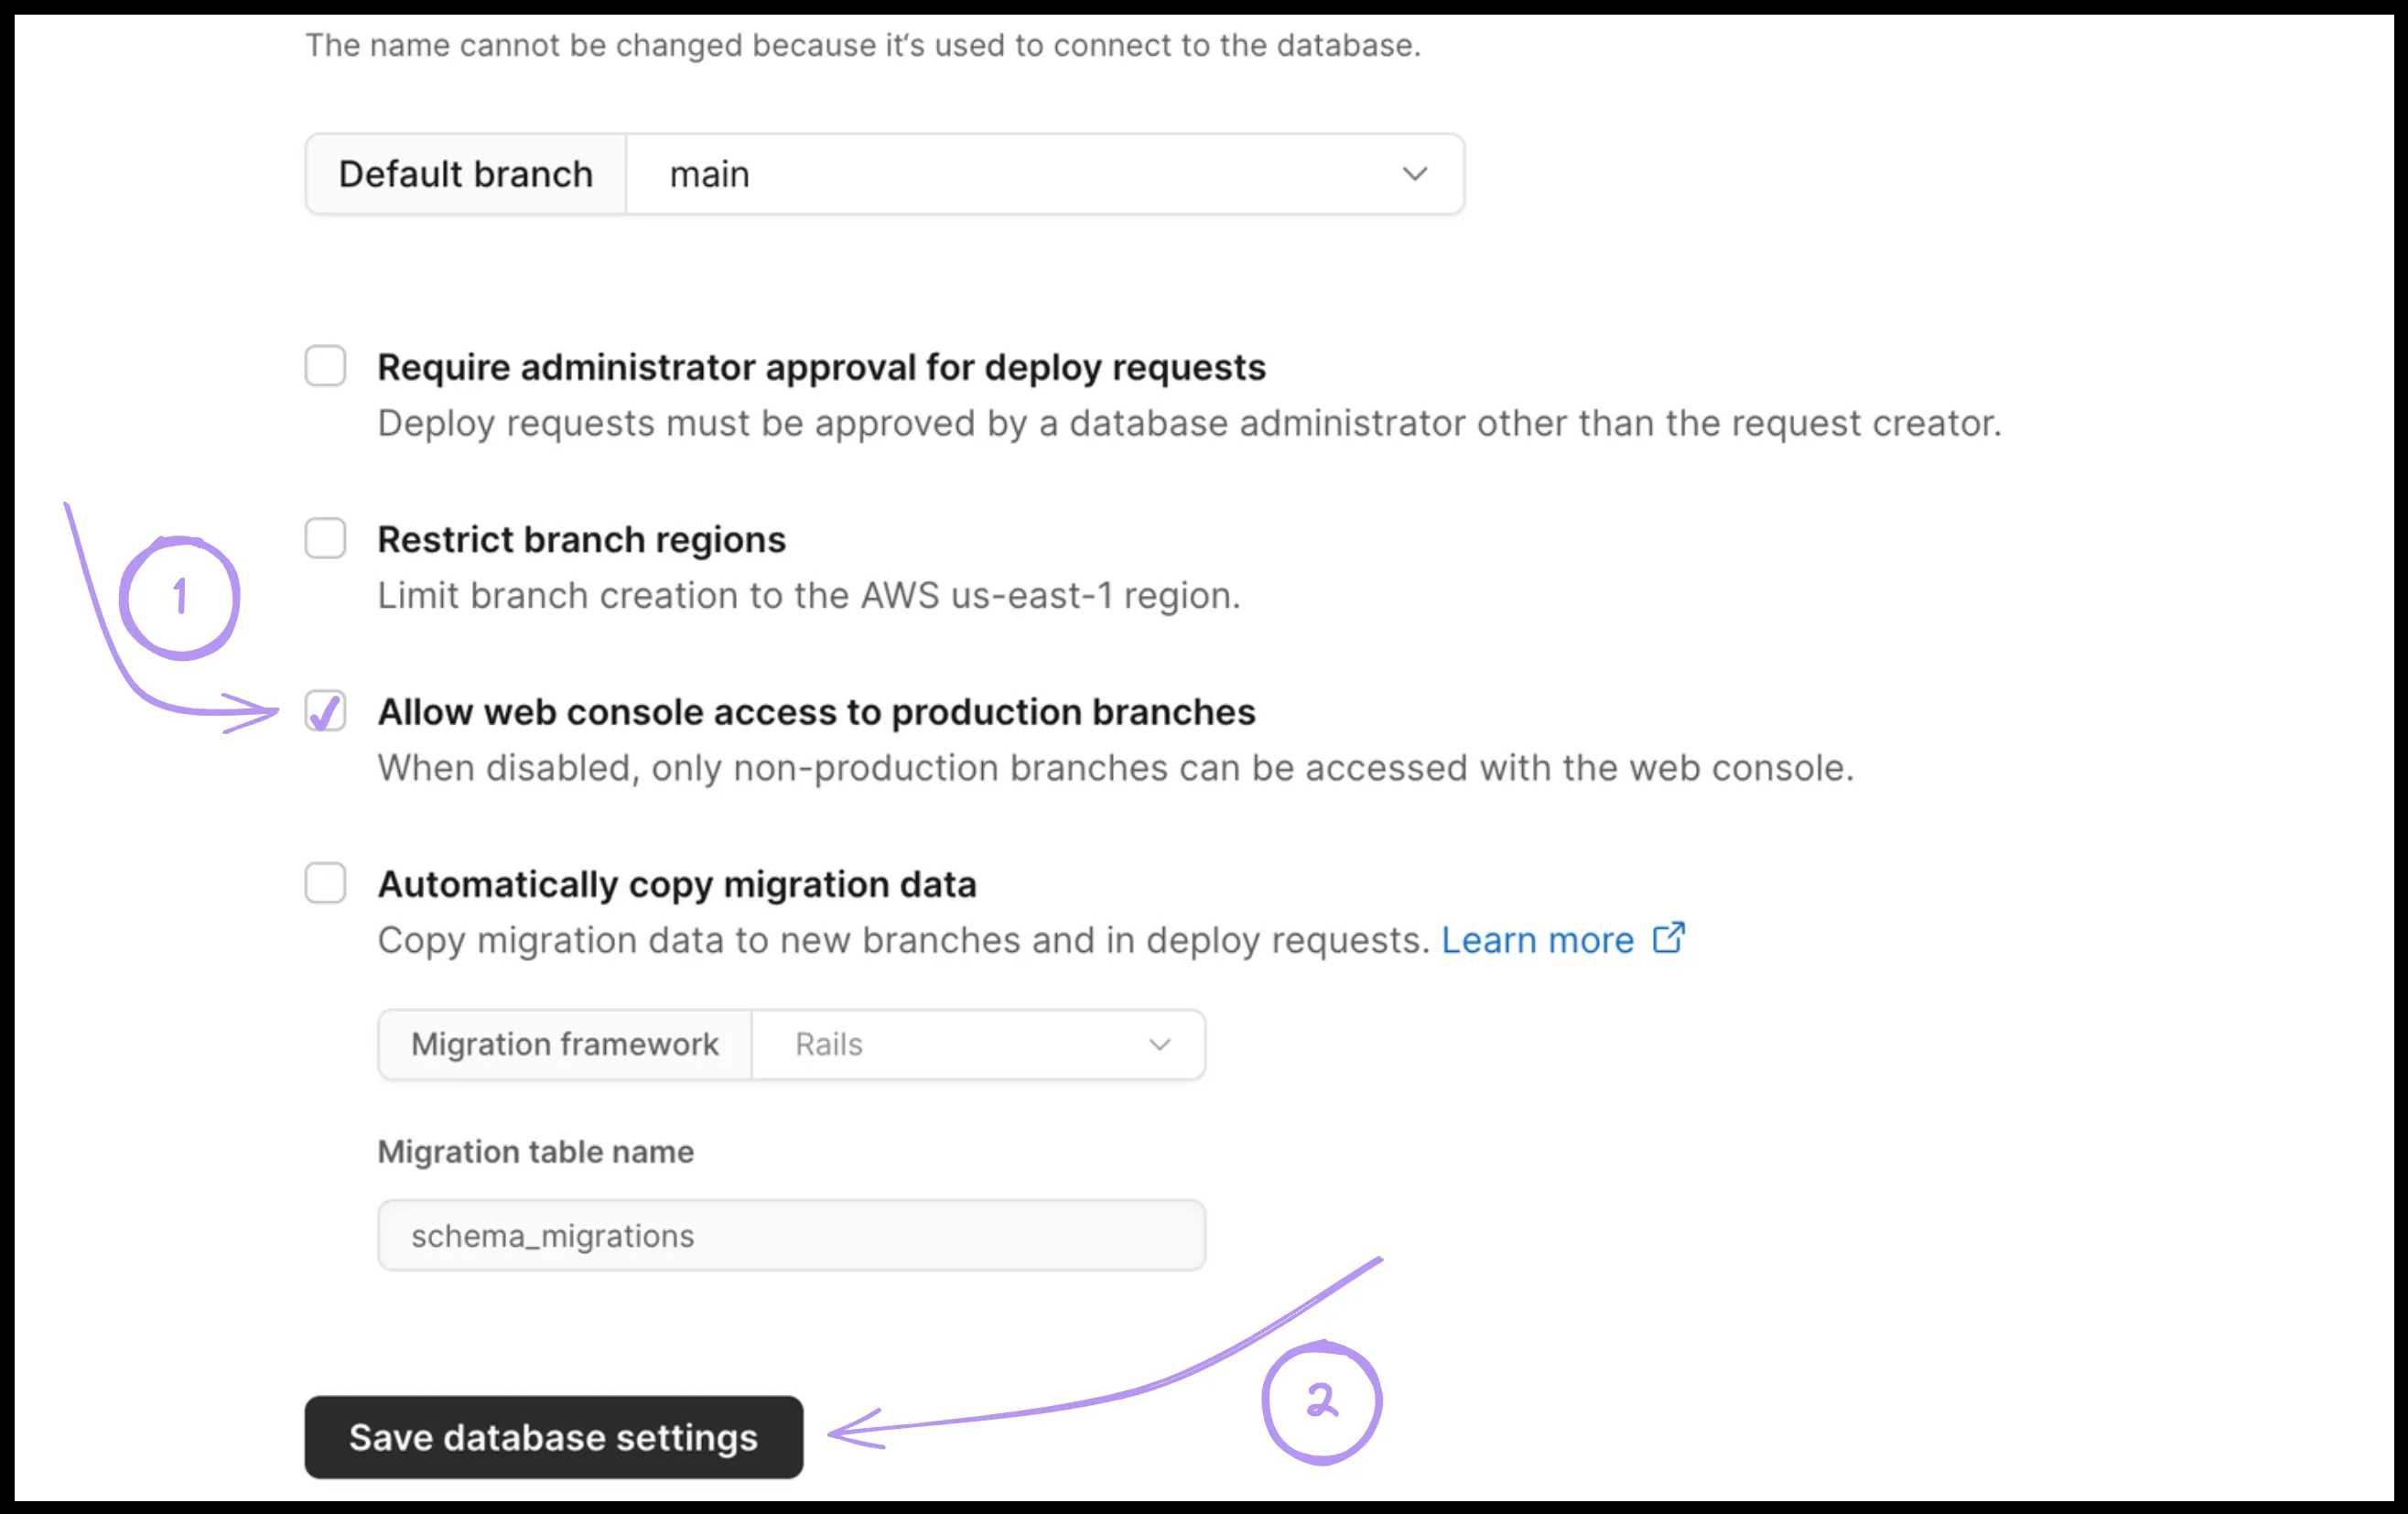 The name cannot be changed because it‘s used to connect to the database.
Default branch main
Require administrator approval for deploy requests
Deploy requests must be approved by a database administrator other than the request creator.
Restrict branch regions
Limit branch creation to the AWS us-east-1 region.
1
Allow web console access to production branches
When disabled, only non-production branches can be accessed with the web console.
Automatically copy migration data
Copy migration data to new branches and in deploy requests. Learn more
Migration framework Rails
Migration table name
schema_migrations
2
Save database settings